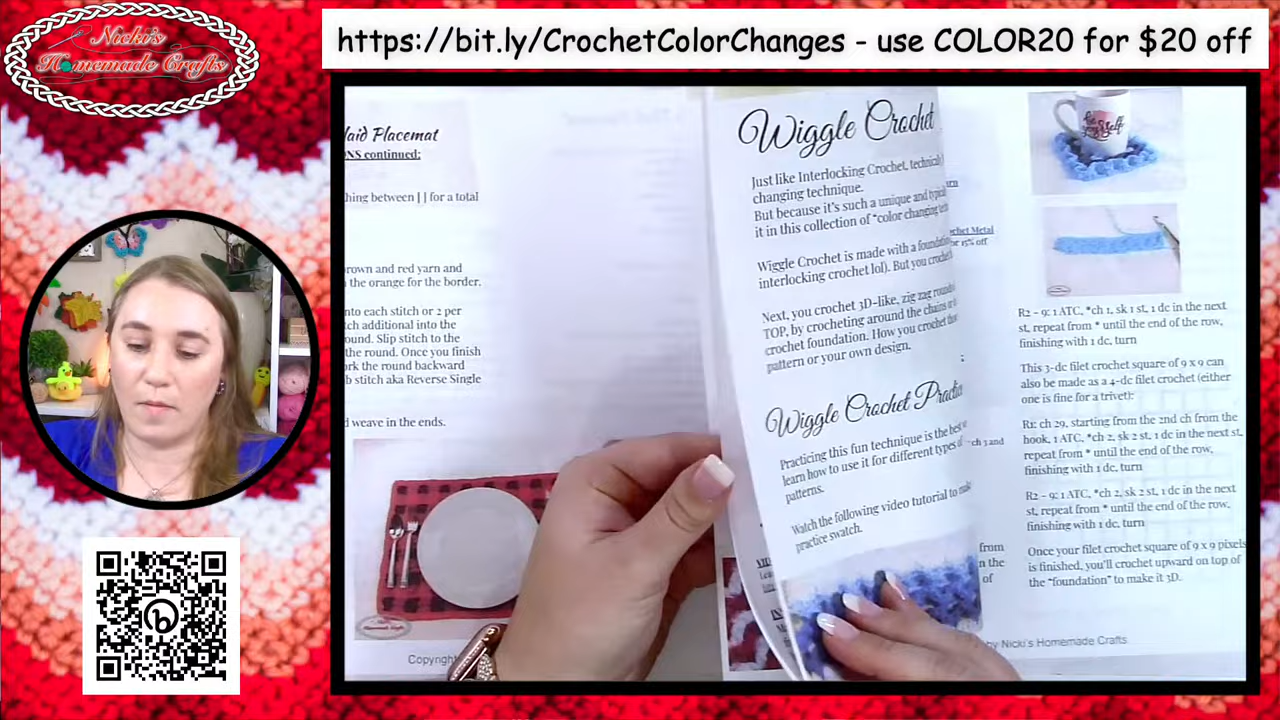 Nicki's
Homemade Crafts
https://bit.ly/CrochetColorChanges - use COLOR20 for $20 off
laid Placemat
ONS continued:
thing between [ ] for a total
brown and red yarn and
the orange for the border.
into each stitch or 2 per
additional into the
round. Slip stitch to the
the round. Once you finish
the round backward
stitch aka Reverse Single
weave in the ends.
Copyright
Wiggle Crochet
Just like Interlocking Crochet,
changing technique.
But because it's such a unique and
it in this collection of "color changing
Wiggle Crochet is made with a
interlocking crochet lol). But you
Next, you crochet 3D-like, zig zag
TOP, by crocheting around the chains
crochet foundation. How you crochet
pattern or your own design.
Wiggle Crochet
Practicing this fun technique is the
learn how to use it for different types of
patterns.
Watch the following video tutorial to
practice swatch.
Metal
15% off
ch 3 and
from
the
of
R2 - 9: 1 ATC, *ch 1, sk 1 st, 1 dc in the next
st, repeat from * until the end of the row,
finishing with 1 dc, turn
This 3-dc filet crochet square of 9 x 9 can
also be made as a 4-dc filet crochet (either
one is fine for a trivet):
R1: ch 29, starting from the 2nd ch from the
hook, 1 ATC, *ch 2, sk 2 st, 1 dc in the next st,
repeat from * until the end of the row,
finishing with 1 dc, turn
R2 - 9: 1 ATC, *ch 2, sk 2 st, 1 dc in the next
st, repeat from * until the end of the row,
finishing with 1 dc, turn
Once your filet crochet square of 9 x 9 pixels
is finished, you'll crochet upward on top of
the "foundation" to make it 3D.
by Nicki's Homemade Crafts